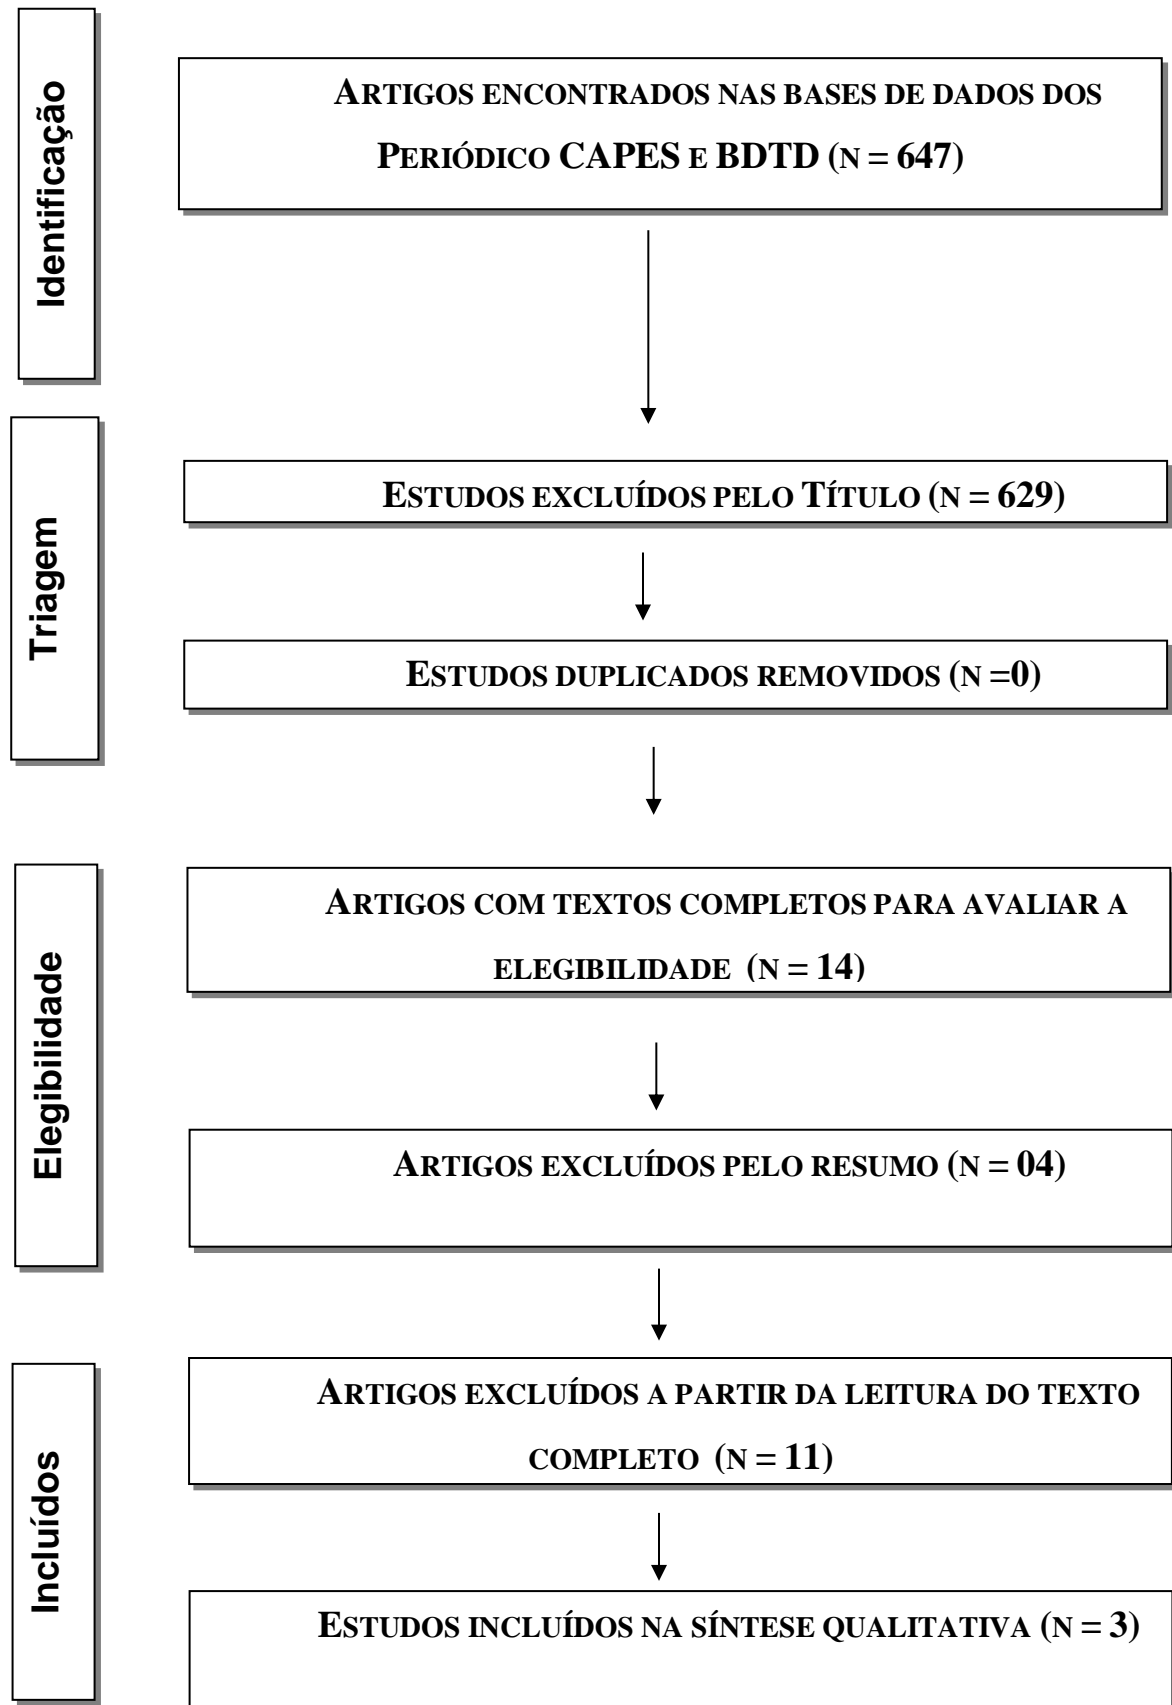 Identificação
ARTIGOS ENCONTRADOS NAS BASES DE DADOS DOS
PERIÓDICO CAPES E BDTD (N = 647)
Triagem
ESTUDOS EXCLUÍDOS PELO TÍTULO (N = 629)
ESTUDOS DUPLICADOS REMOVIDOS (N =0)
Elegibilidade
ARTIGOS COM TEXTOS COMPLETOS PARA AVALIAR A
ELEGIBILIDADE (N = 14)
ARTIGOS EXCLUÍDOS PELO RESUMO (N = 04)
Incluídos
ARTIGOS EXCLUÍDOS A PARTIR DA LEITURA DO TEXTO
COMPLETO (N = 11)
ESTUDOS INCLUÍDOS NA SÍNTESE QUALITATIVA (N = 3)